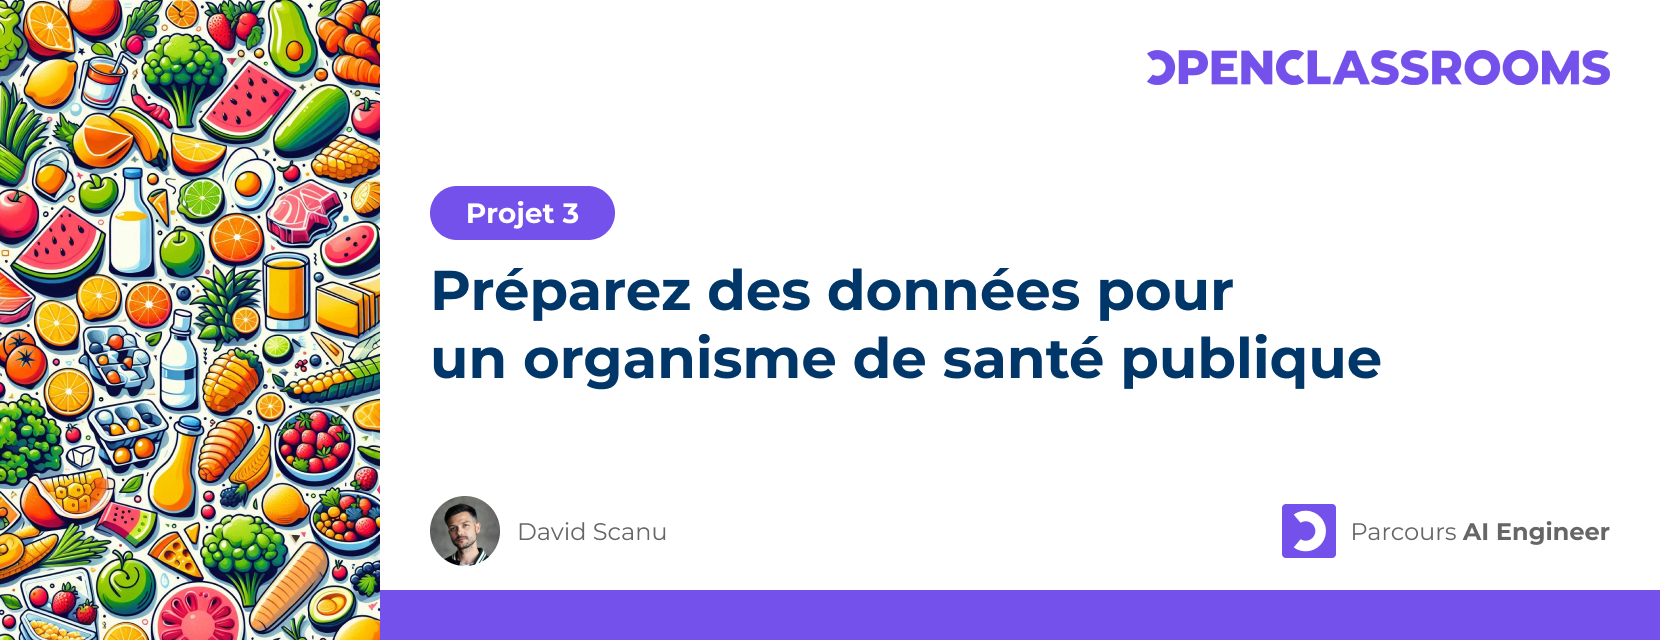 OPENCLASSROOMS
Projet 3
Préparez des données pour
un organisme de santé publique
David Scanu
Parcours AI Engineer